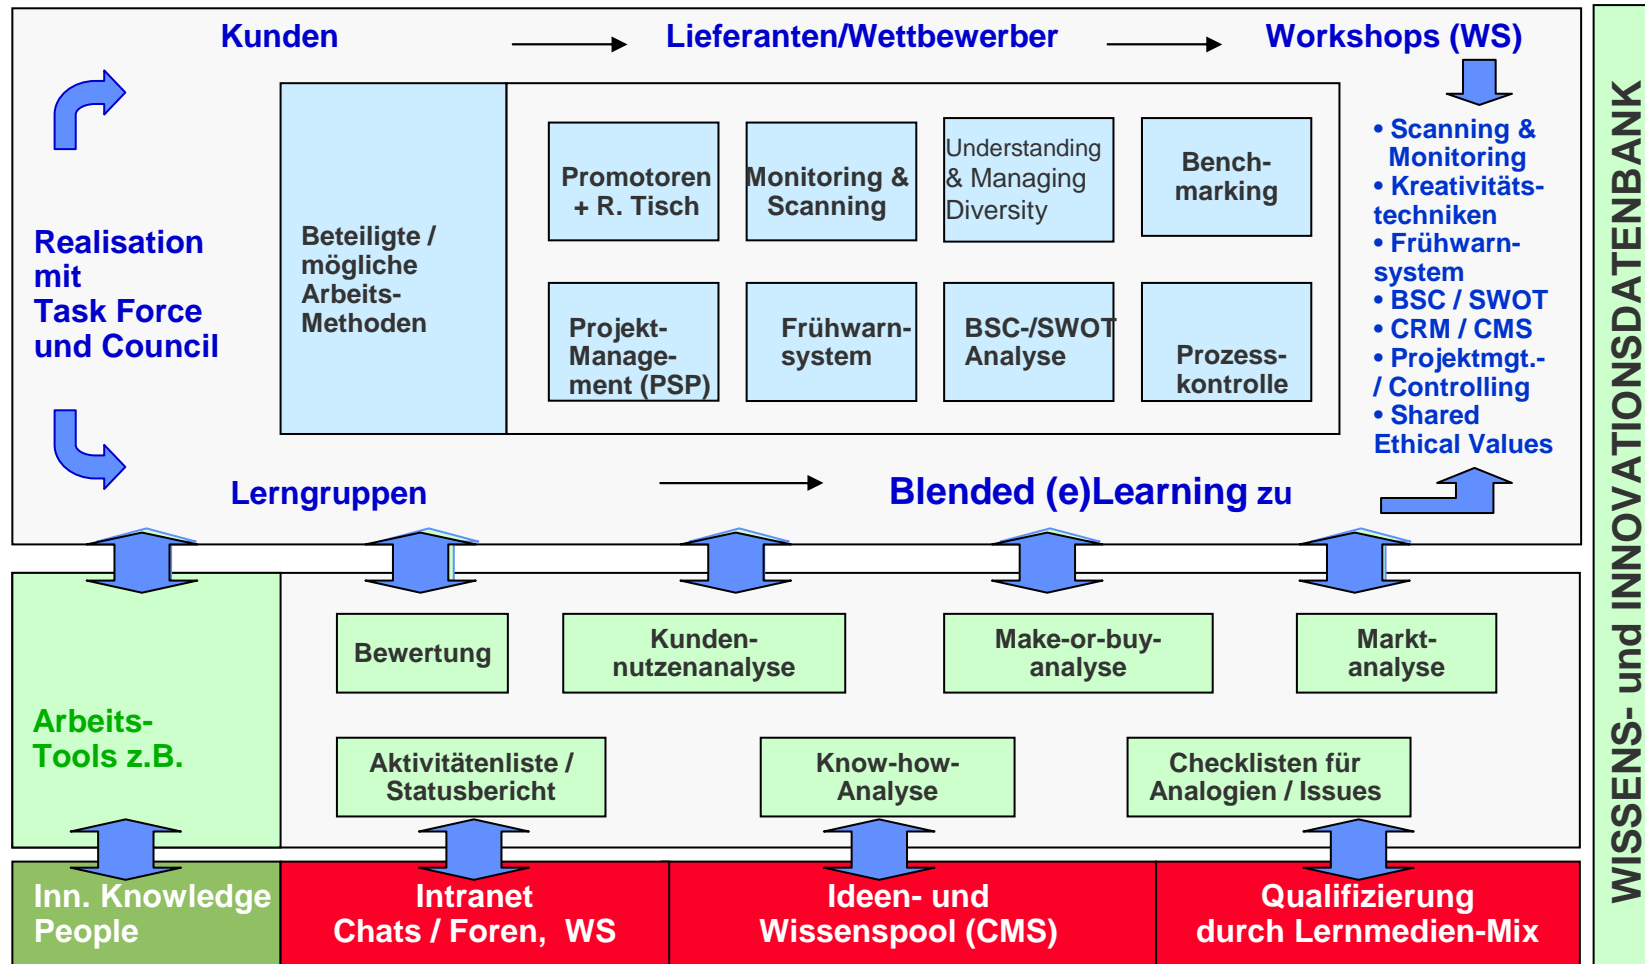 Kunden
Lieferanten/Wettbewerber
Workshops (WS)
Realisation
mit
Task Force
und Council
Beteiligte /
mögliche
Arbeits-
Methoden
Promotoren
+ R. Tisch
Monitoring &
Scanning
Understanding
& Managing
Diversity
Bench-
marking
Projekt-
Manage-
ment (PSP)
Frühwarn-
system
BSC-/SWOT
Analyse
Prozess-
kontrolle
• Scanning &
Monitoring
• Kreativitäts-
techniken
• Frühwarn-
system
• BSC / SWOT
• CRM / CMS
• Projektmgt.-
/ Controlling
• Shared
Ethical Values
Lerngruppen
Blended (e)Learning zu
Arbeits-
Tools z.B.
Bewertung
Kunden-
nutzenanalyse
Make-or-buy-
analyse
Markt-
analyse
Aktivitätenliste /
Statusbericht
Know-how-
Analyse
Checklisten für
Analogien / Issues
Inn. Knowledge
People
Intranet
Chats / Foren, WS
Ideen- und
Wissenspool (CMS)
Qualifizierung
durch Lernmedien-Mix
WISSENS- und INNOVATIONSDATENBANK